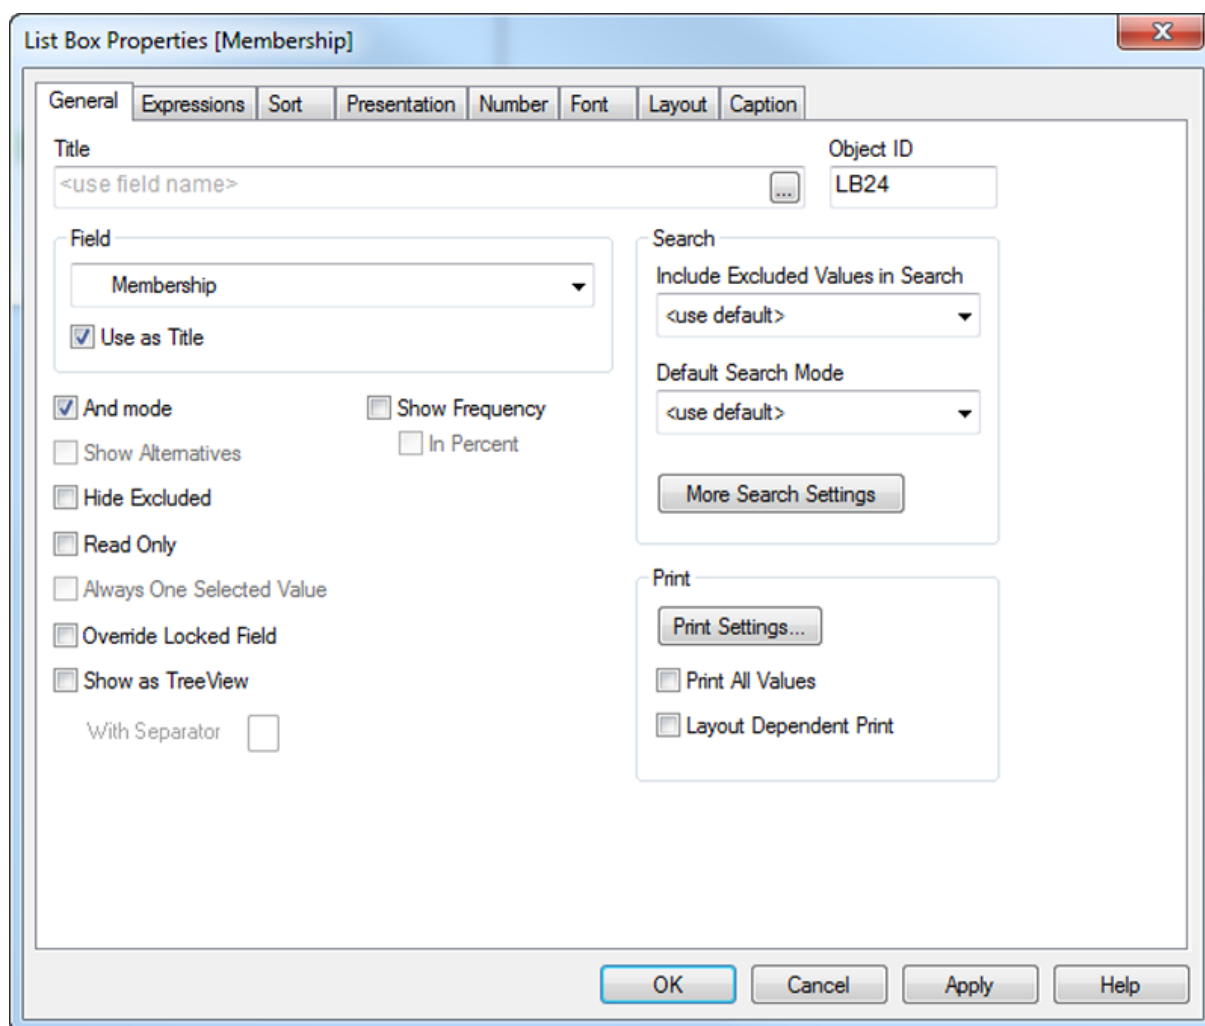 List Box Properties [Membership]
General Expressions Sort Presentation Number Font Layout Caption
Title
Object ID
<use field name>
...
LB24
Field
Membership
Use as Title
And mode
Show Frequency
Show Alternatives
In Percent
Hide Excluded
Read Only
Always One Selected Value
Override Locked Field
Show as TreeView
With Separator
Search
Include Excluded Values in Search
<use default>
Default Search Mode
<use default>
More Search Settings
Print
Print Settings...
Print All Values
Layout Dependent Print
OK Cancel Apply Help